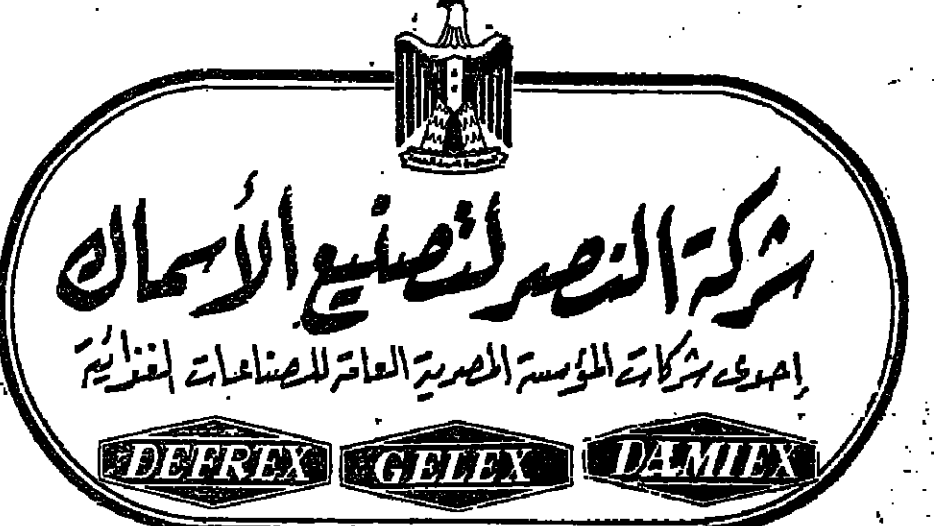 شركة النصر لتصنيع الأسماك
إحدى شركات المؤسسة المصرية العامة للصناعات الغذائية
DEFREX GELEX DAMIEX